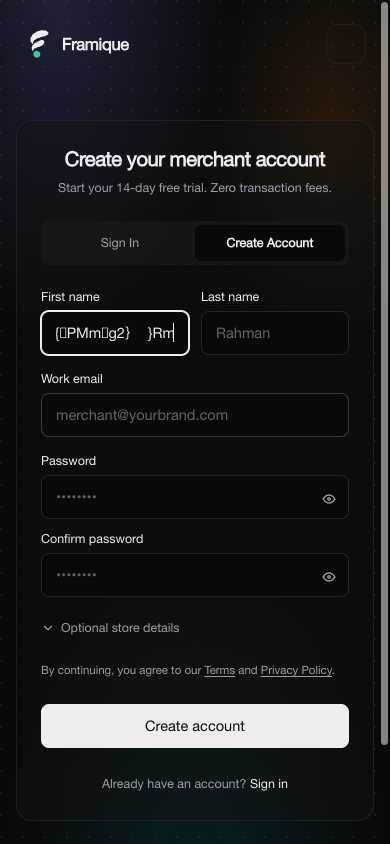 Framique
Create your merchant account
Start your 14-day free trial. Zero transaction fees.
Sign In
Create Account
First name
Last name
{▯PMm▯g2} }Rm
Rahman
Work email
merchant@yourbrand.com
Password
••••••••
Confirm password
••••••••
Optional store details
By continuing, you agree to our Terms and Privacy Policy.
Create account
Already have an account? Sign in